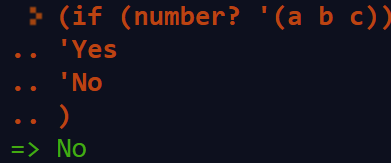 > (if (number? '(a b c))
.. 'Yes
.. 'No
.. )
=> No